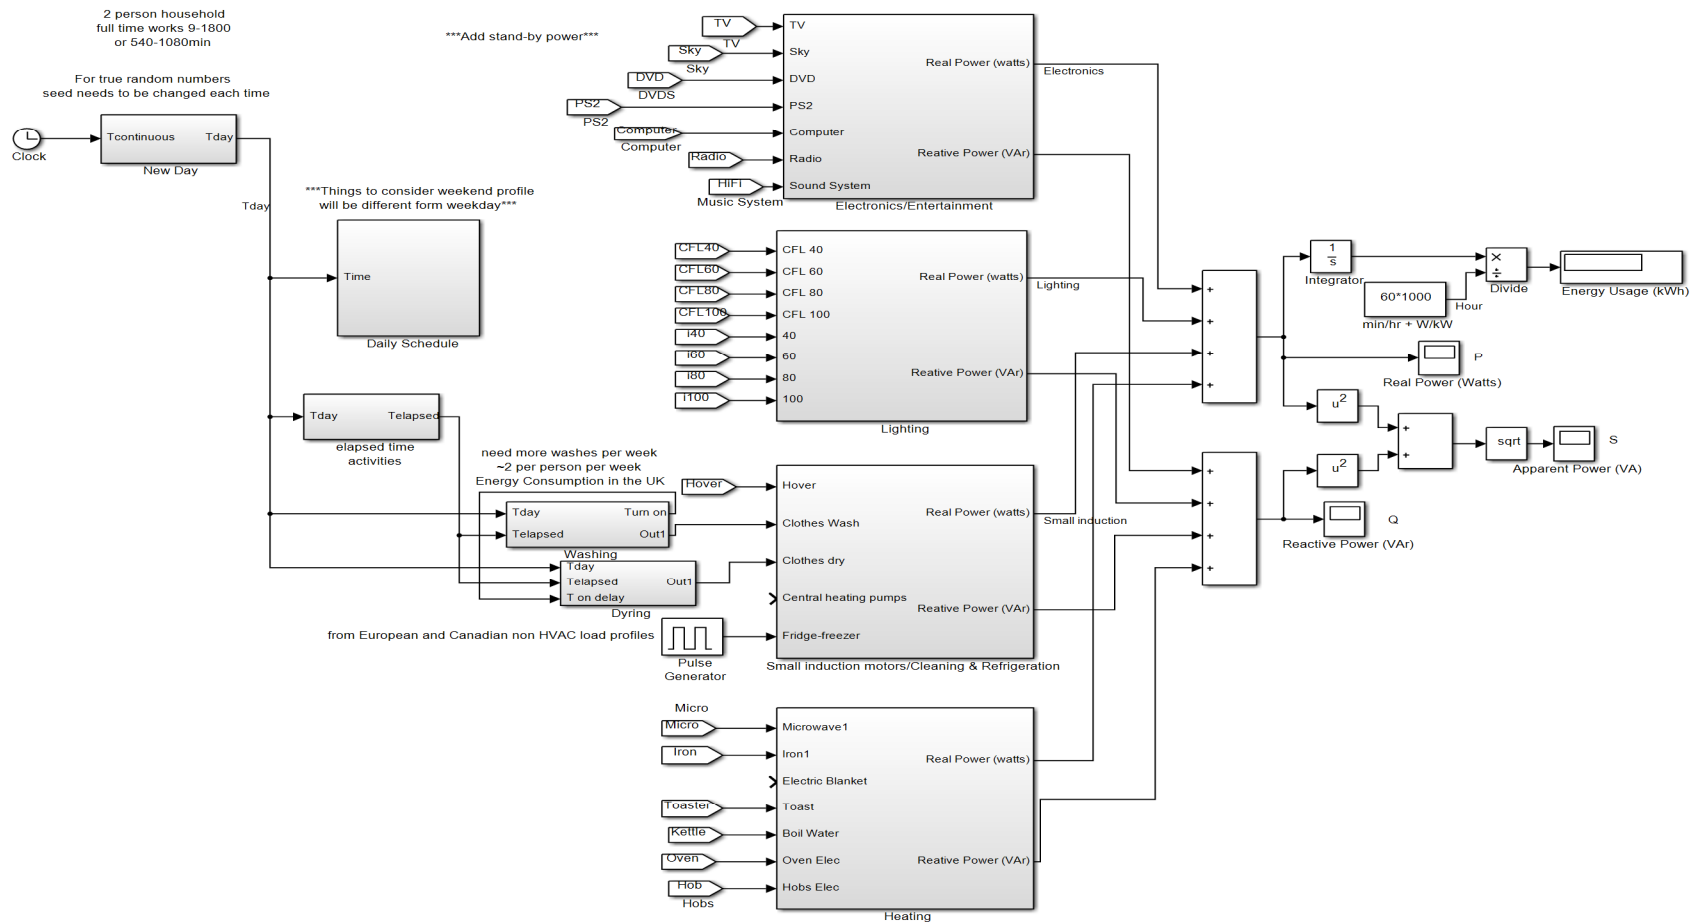 2 person household
full time works 9-1800
or 540-1080min
For true random numbers
seed needs to be changed each time
Clock
Tcontinuous
Tday
New Day
Tday
***Things to consider weekend profile
will be different form weekday***
Time
Daily Schedule
Tday
Telapsed
elapsed time
activities
need more washes per week
~2 per person per week
Energy Consumption in the UK
Tday
Turn on
Telapsed
Out1
Washing
Tday
Telapsed
Out1
T on delay
Dyring
from European and Canadian non HVAC load profiles
Pulse
Generator
***Add stand-by power***
TV
TV
Sky
Sky
DVD
DVDS
PS2
PS2
Computer
Computer
Radio
HiFi
Music System
TV
Sky
DVD
PS2
Computer
Radio
Sound System
Real Power (watts)
Reative Power (VAr)
Electronics/Entertainment
Electronics
CFL40
CFL60
CFL80
CFL100
i40
i60
i80
i100
CFL 40
CFL 60
CFL 80
CFL 100
40
60
80
100
Real Power (watts)
Reative Power (VAr)
Lighting
Lighting
Hover
Hover
Clothes Wash
Clothes dry
Central heating pumps
Fridge-freezer
Real Power (watts)
Reative Power (VAr)
Small induction motors/Cleaning & Refrigeration
Small induction
Micro
Micro
Iron
Toaster
Kettle
Oven
Hob
Hobs
Microwave1
Iron1
Electric Blanket
Toast
Boil Water
Oven Elec
Hobs Elec
Real Power (watts)
Reative Power (VAr)
Heating
+
+
+
+
+
+
+
+
1
s
Integrator
60*1000
min/hr + W/kW
Hour
×
÷
Divide
Energy Usage (kWh)
P
Real Power (Watts)
u²
u²
+
+
sqrt
S
Apparent Power (VA)
Q
Reactive Power (VAr)